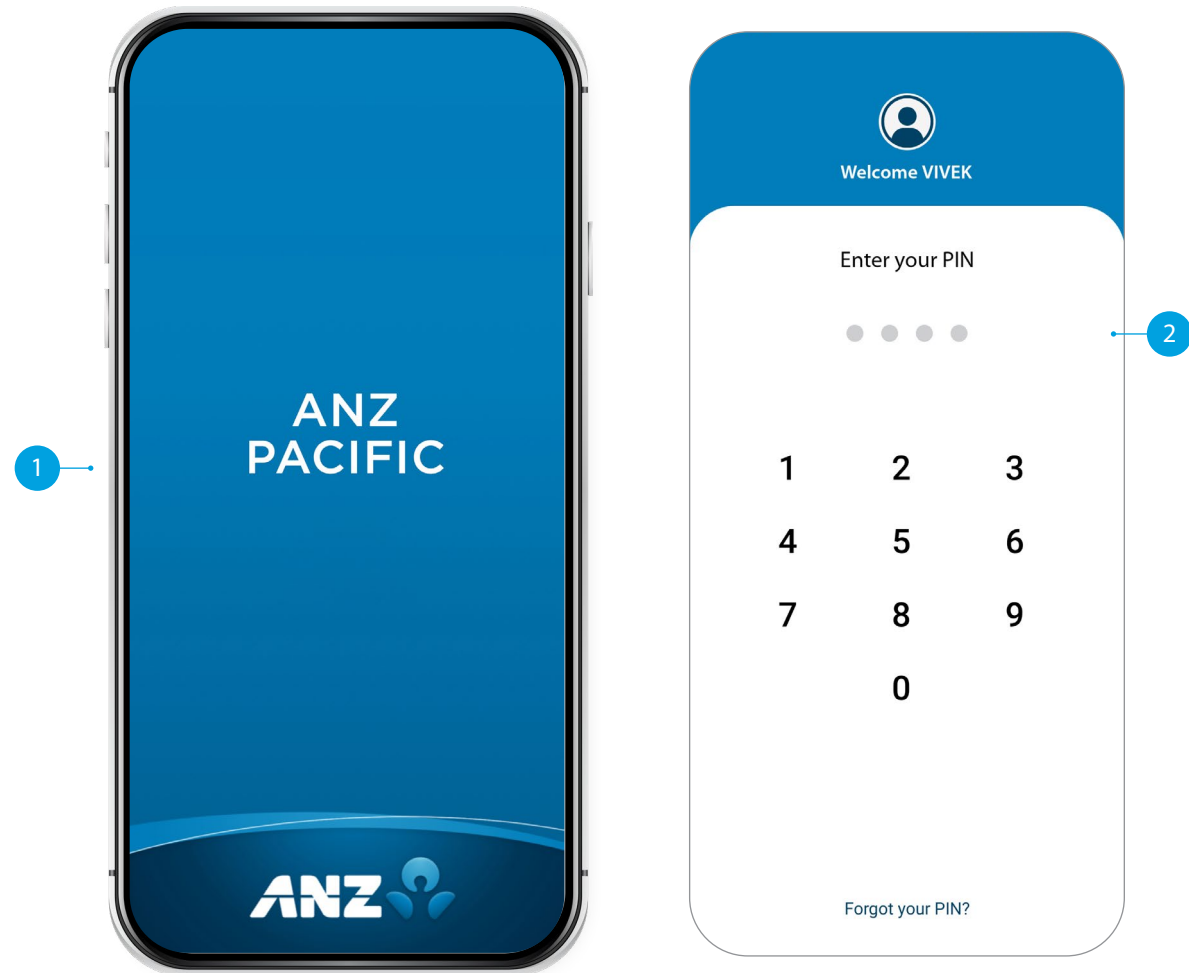 1
ANZ
PACIFIC
ANZ
Welcome VIVEK
Enter your PIN
2
1 2 3
4 5 6
7 8 9
0
Forgot your PIN?